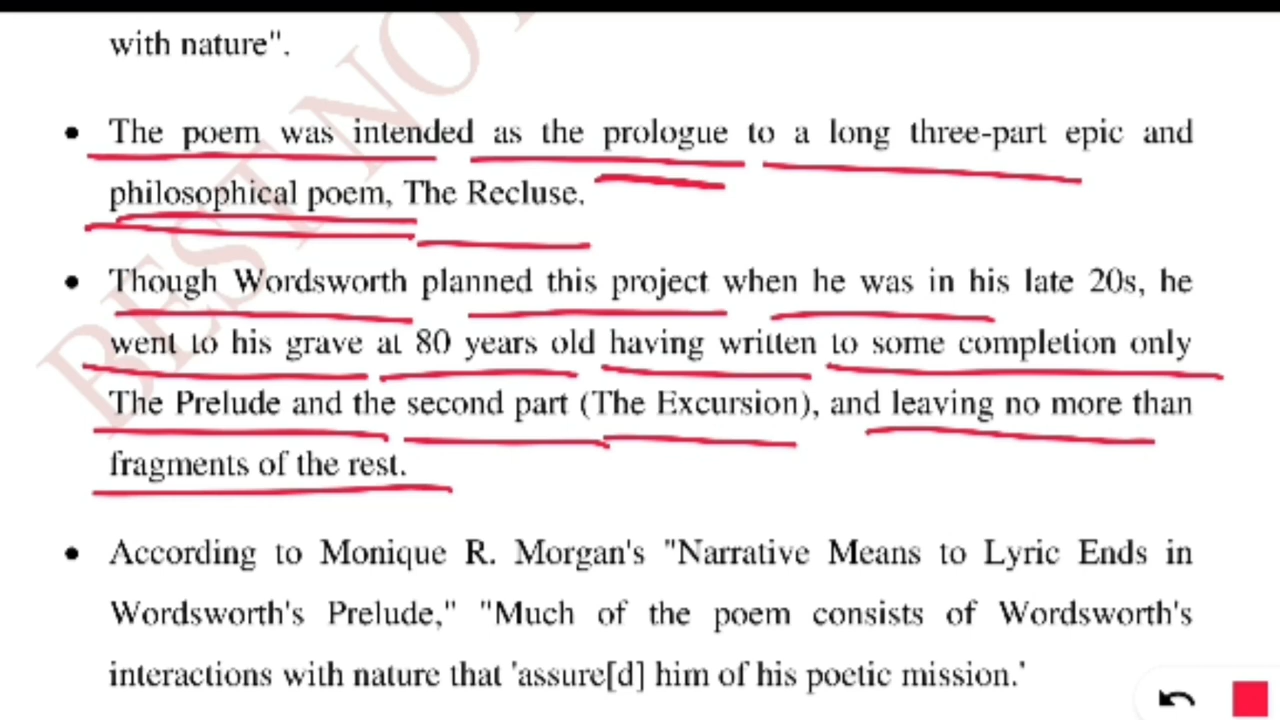 with nature".
• The poem was intended as the prologue to a long three-part epic and
philosophical poem, The Recluse.
• Though Wordsworth planned this project when he was in his late 20s, he
went to his grave at 80 years old having written to some completion only
The Prelude and the second part (The Excursion), and leaving no more than
fragments of the rest.
• According to Monique R. Morgan's "Narrative Means to Lyric Ends in
Wordsworth's Prelude," "Much of the poem consists of Wordsworth's
interactions with nature that 'assure[d] him of his poetic mission.'
BEST NO